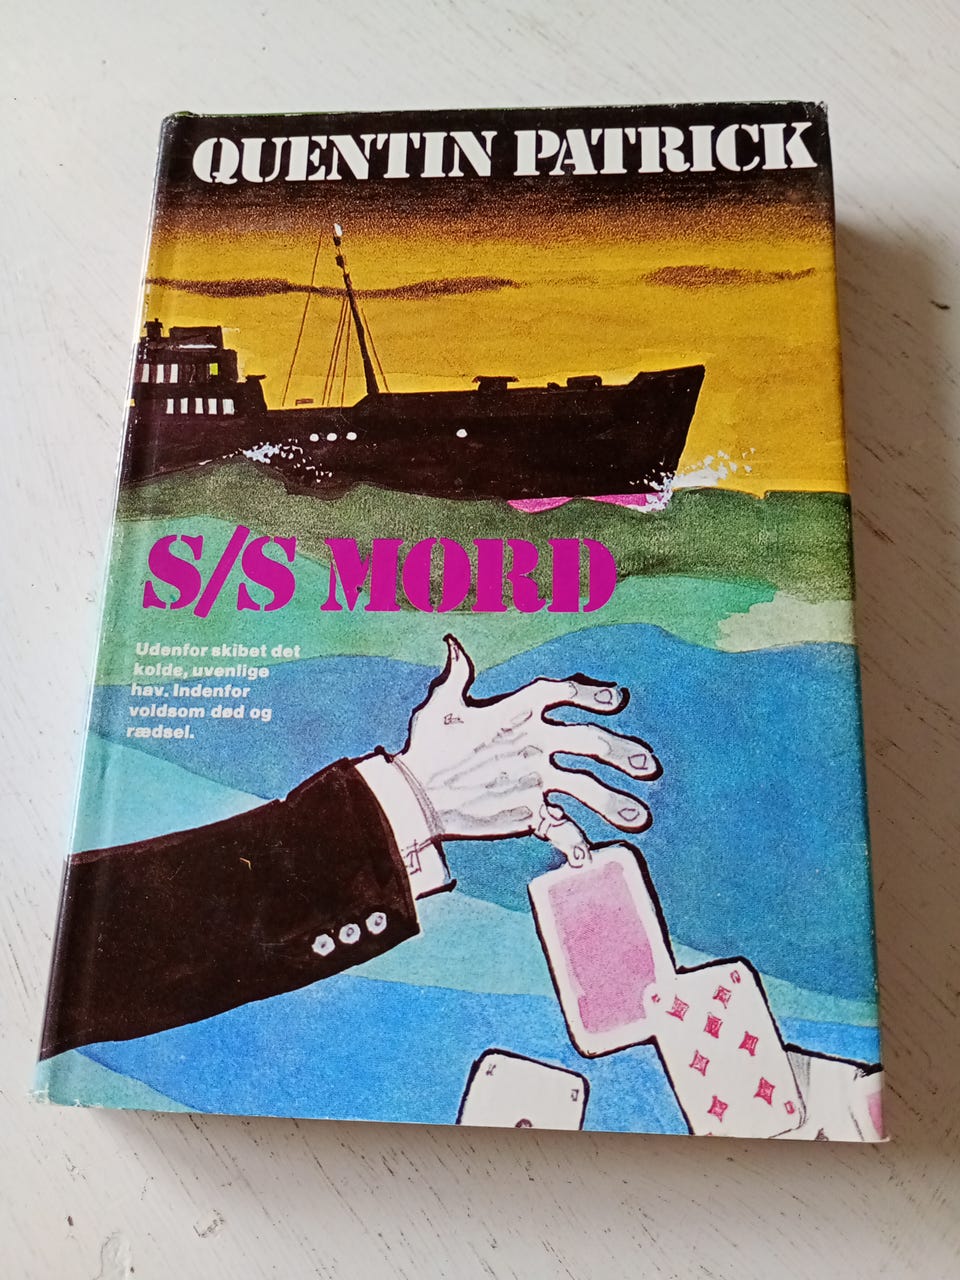 QUENTIN PATRICK
S/S MORD
Udenfor skibet det
kolde, uvenlige
hav. Indenfor
voldsom død og
rædsel.